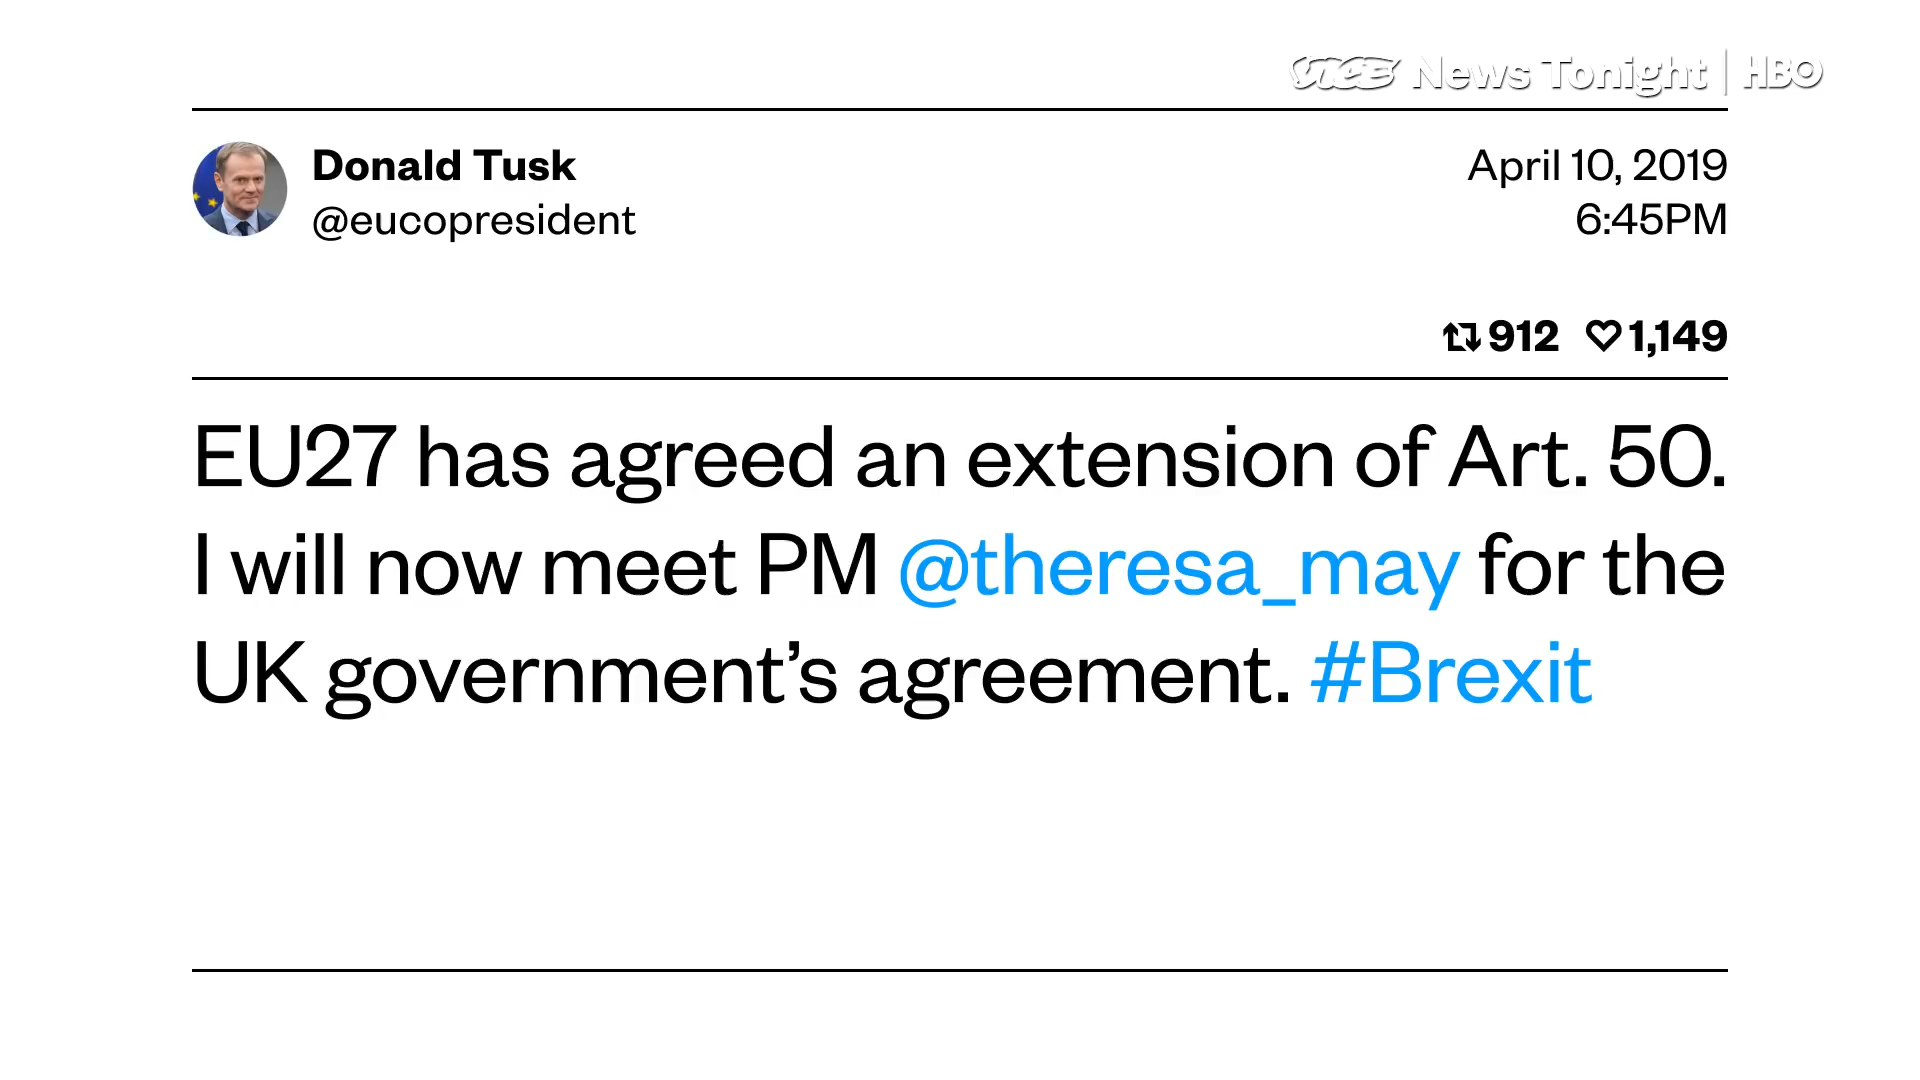 VICE News Tonight | HBO
Donald Tusk
@eucopresident
April 10, 2019
6:45PM
912 1,149
EU27 has agreed an extension of Art. 50.
I will now meet PM @theresa_may for the
UK government’s agreement. #Brexit